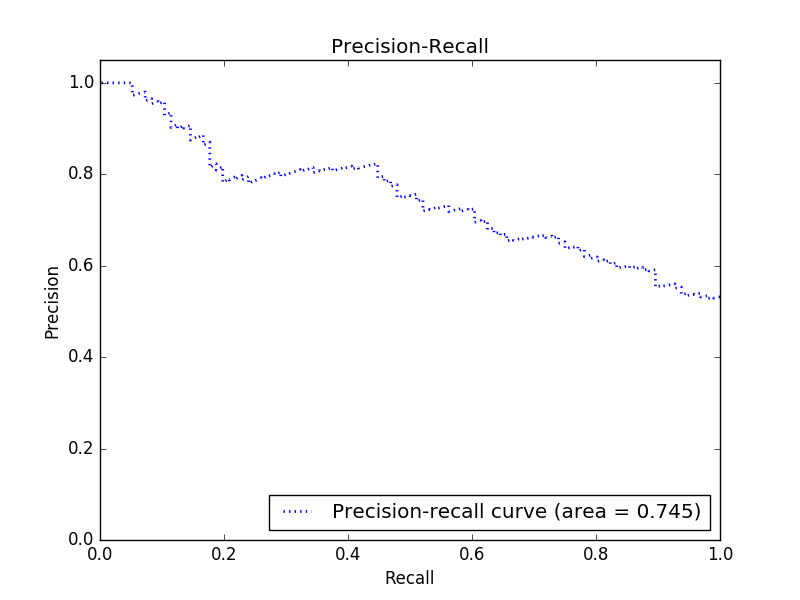 Precision-Recall
1.0
0.8
0.6
0.4
0.2
0.0
Precision
0.0 0.2 0.4 0.6 0.8 1.0
Recall
Precision-recall curve (area = 0.745)